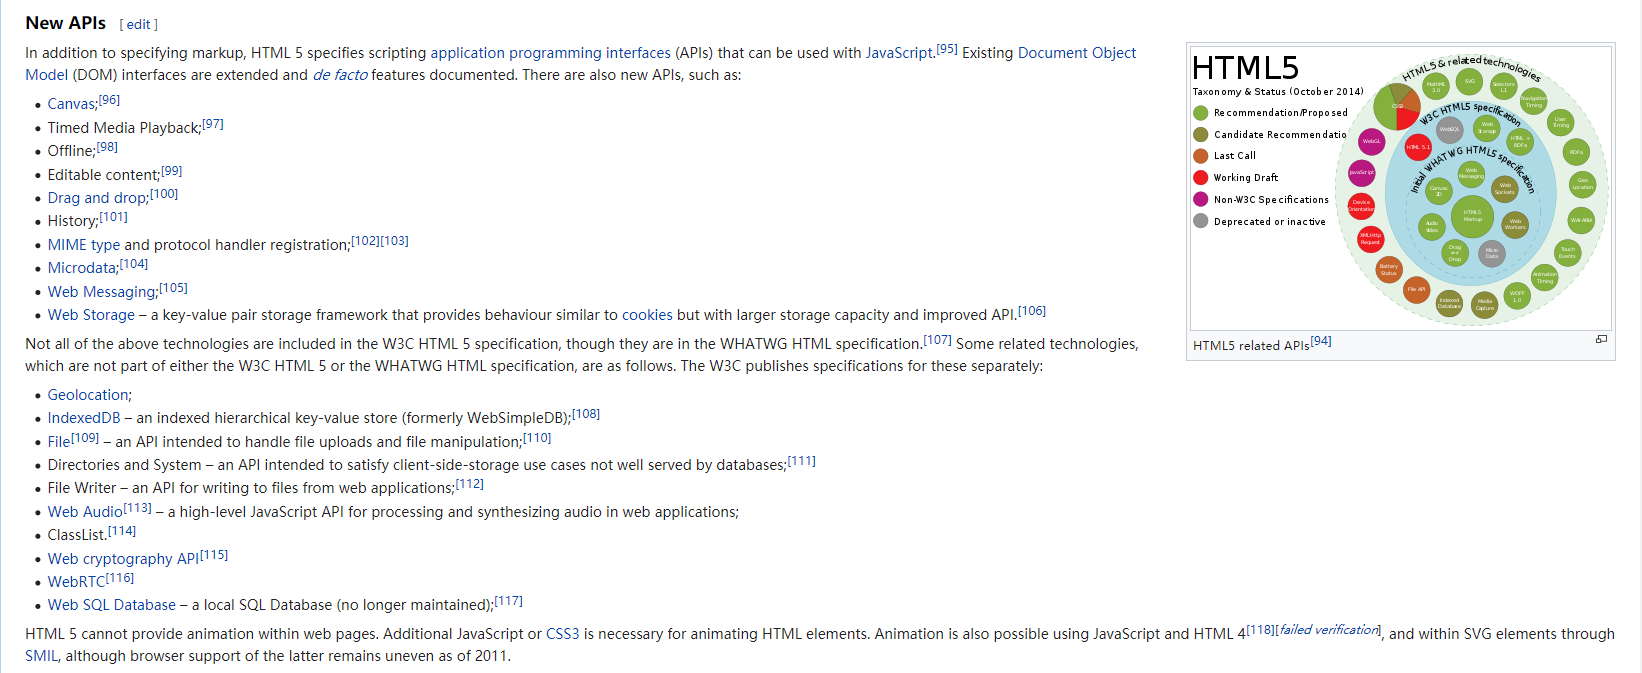 New APIs [ edit ]
In addition to specifying markup, HTML 5 specifies scripting application programming interfaces (APIs) that can be used with JavaScript.[95] Existing Document Object
Model (DOM) interfaces are extended and de facto features documented. There are also new APIs, such as:
• Canvas;[96]
• Timed Media Playback;[97]
• Offline;[98]
• Editable content;[99]
• Drag and drop;[100]
• History;[101]
• MIME type and protocol handler registration;[102][103]
• Microdata;[104]
• Web Messaging;[105]
• Web Storage – a key-value pair storage framework that provides behaviour similar to cookies but with larger storage capacity and improved API.[106]
Not all of the above technologies are included in the W3C HTML 5 specification, though they are in the WHATWG HTML specification.[107] Some related technologies,
which are not part of either the W3C HTML 5 or the WHATWG HTML specification, are as follows. The W3C publishes specifications for these separately:
• Geolocation;
• IndexedDB – an indexed hierarchical key-value store (formerly WebSimpleDB);[108]
• File[109] – an API intended to handle file uploads and file manipulation;[110]
• Directories and System – an API intended to satisfy client-side-storage use cases not well served by databases;[111]
• File Writer – an API for writing to files from web applications;[112]
• Web Audio[113] – a high-level JavaScript API for processing and synthesizing audio in web applications;
• ClassList.[114]
• Web cryptography API[115]
• WebRTC[116]
• Web SQL Database – a local SQL Database (no longer maintained);[117]
HTML 5 cannot provide animation within web pages. Additional JavaScript or CSS3 is necessary for animating HTML elements. Animation is also possible using JavaScript and HTML 4[118][failed verification], and within SVG elements through
SMIL, although browser support of the latter remains uneven as of 2011.
HTML5
Taxonomy & Status (October 2014)
Recommendation/Proposed
Candidate Recommendatio
Last Call
Working Draft
Non-W3C Specifications
Deprecated or inactive
HTML5 & related technologies
W3C HTML5 specification
Initial WHATWG HTML5 specification
CSS3
MathML
3.0
SVG
Selectors
L1
Navigation
Timing
User
Timing
RDFa
Geo
Location
WAI-ARIA
Touch
Events
Animation
Timing
WOFF
1.0
Media
Capture
Indexed
Database
File API
Battery
Status
XMLHttp
Request
Device
Orientation
JavaScript
WebGL
HTML 5.1
WebSQL
Web
Storage
HTML +
RDFa
Web
Messaging
Canvas
2D
Web
Sockets
HTML5
Markup
Audio
Video
Web
Workers
Drag
and
Drop
Micro
Data
HTML5 related APIs[94]